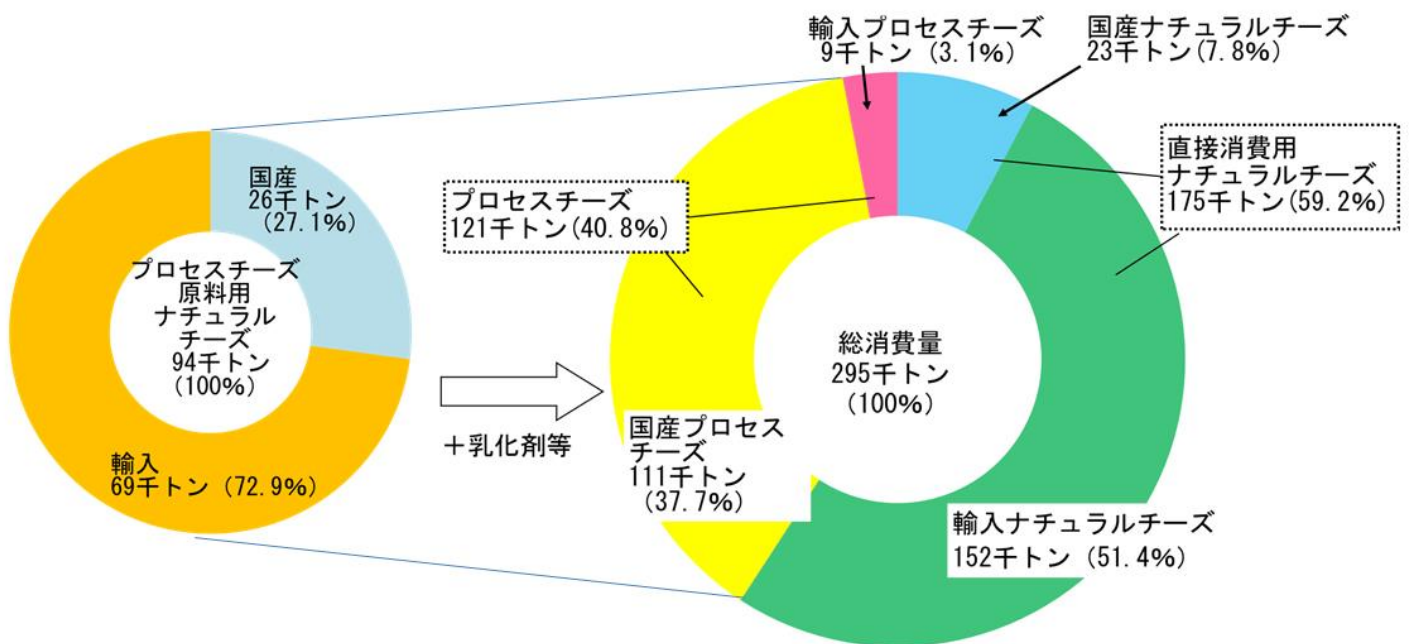 国産
26千トン
(27.1%)
プロセスチーズ
原料用
ナチュラル
チーズ
94千トン
(100%)
輸入
69千トン (72.9%)
+乳化剤等
輸入プロセスチーズ
9千トン (3.1%)
国産ナチュラルチーズ
23千トン(7.8%)
直接消費用
ナチュラルチーズ
175千トン(59.2%)
プロセスチーズ
121千トン(40.8%)
総消費量
295千トン
(100%)
国産プロセス
チーズ
111千トン
(37.7%)
輸入ナチュラルチーズ
152千トン (51.4%)